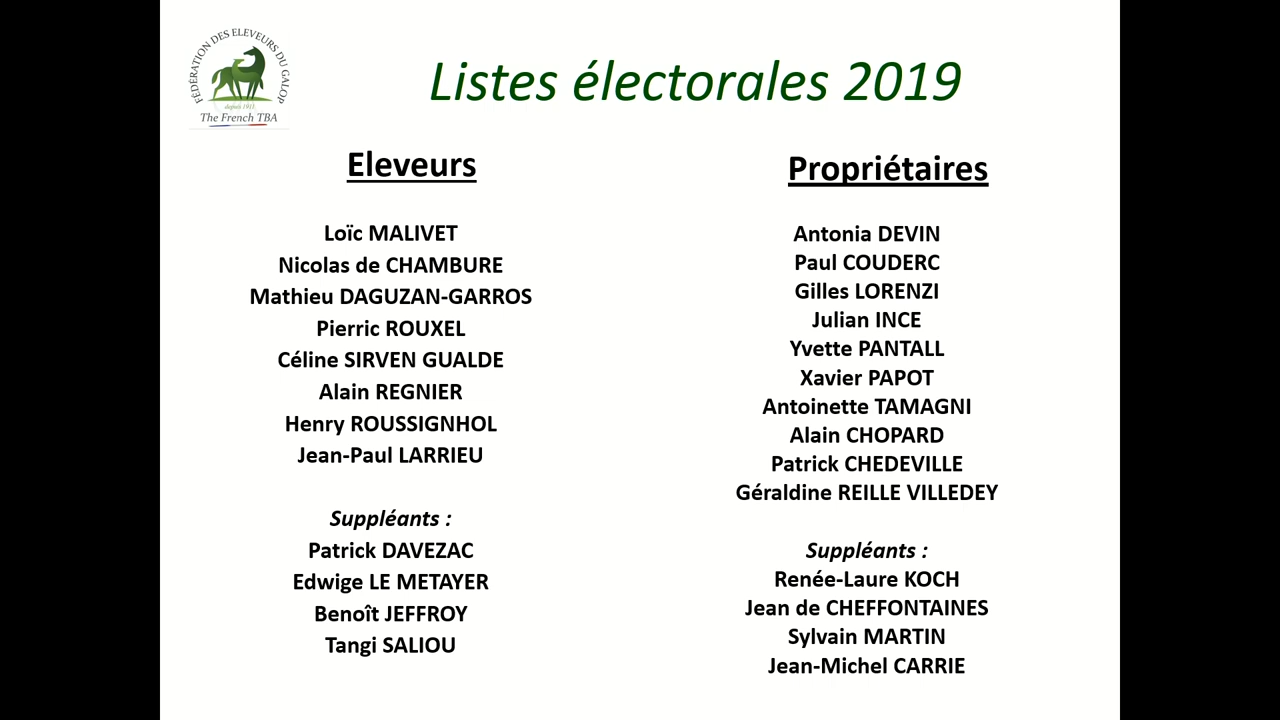 FÉDÉRATION DES ELEVEURS DU GALOP
depuis 1913
The French TBA
Listes électorales 2019
Eleveurs
Loïc MALIVET
Nicolas de CHAMBURE
Mathieu DAGUZAN-GARROS
Pierric ROUXEL
Céline SIRVEN GUALDE
Alain REGNIER
Henry ROUSSIGNHOL
Jean-Paul LARRIEU
Suppléants :
Patrick DAVEZAC
Edwige LE METAYER
Benoît JEFFROY
Tangi SALIOU
Propriétaires
Antonia DEVIN
Paul COUDERC
Gilles LORENZI
Julian INCE
Yvette PANTALL
Xavier PAPOT
Antoinette TAMAGNI
Alain CHOPARD
Patrick CHEDEVILLE
Géraldine REILLE VILLEDEY
Suppléants :
Renée-Laure KOCH
Jean de CHEFFONTAINES
Sylvain MARTIN
Jean-Michel CARRIE